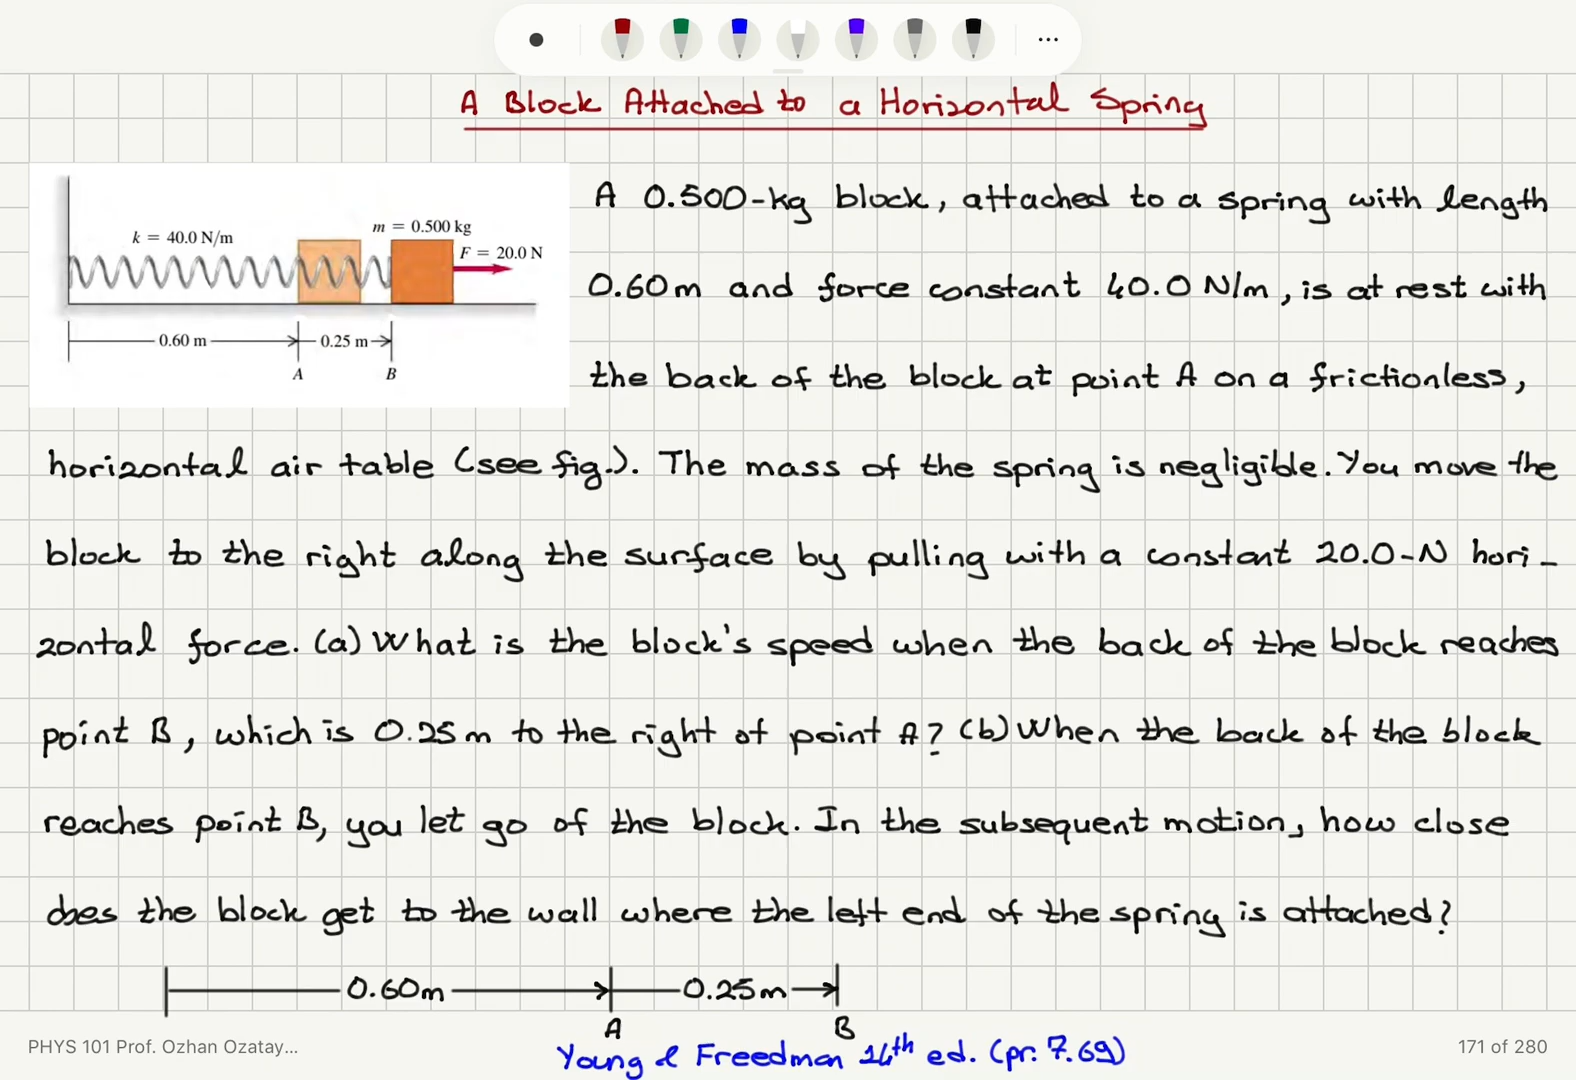 A Block Attached to a Horizontal Spring
k = 40.0 N/m
m = 0.500 kg
F = 20.0 N
0.60 m
0.25 m
A
B
A 0.500-kg block, attached to a spring with length
0.60m and force constant 40.0 N/m, is at rest with
the back of the block at point A on a frictionless,
horizontal air table (see fig.). The mass of the spring is negligible. You move the
block to the right along the surface by pulling with a constant 20.0-N hori-
zontal force. (a) What is the block's speed when the back of the block reaches
point B, which is 0.25m to the right of point A? (b) When the back of the block
reaches point B, you let go of the block. In the subsequent motion, how close
does the block get to the wall where the left end of the spring is attached?
0.60m
0.25m
A
B
Young & Freedman 14th ed. (pr. 7.69)
PHYS 101 Prof. Ozhan Ozatay...
171 of 280